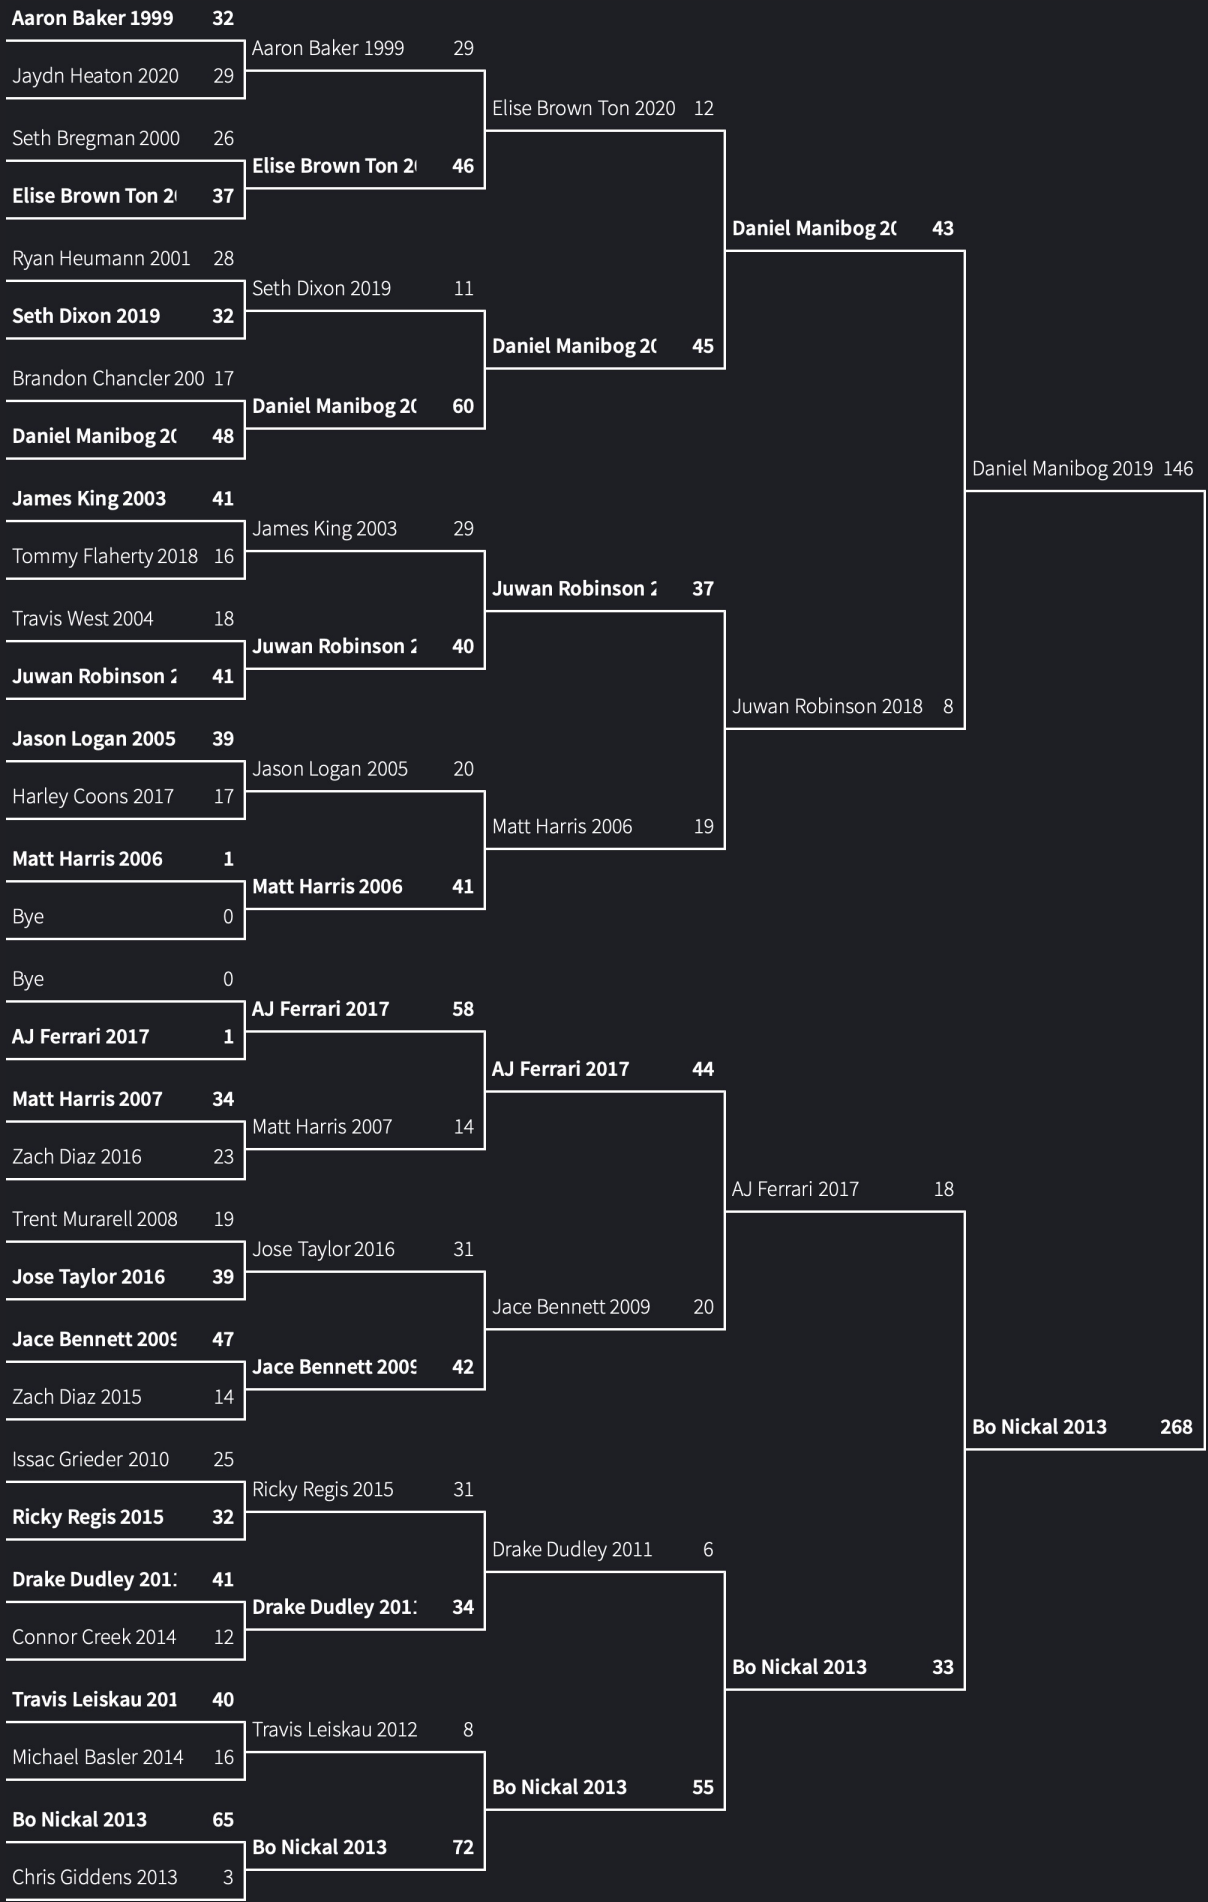 Aaron Baker 1999 32
Jaydn Heaton 2020 29
Seth Bregman 2000 26
Elise Brown Ton 20 37
Ryan Heumann 2001 28
Seth Dixon 2019 32
Brandon Chancler 200 17
Daniel Manibog 20 48
James King 2003 41
Tommy Flaherty 2018 16
Travis West 2004 18
Juwan Robinson 2 41
Jason Logan 2005 39
Harley Coons 2017 17
Matt Harris 2006 1
Bye 0
Bye 0
AJ Ferrari 2017 1
Matt Harris 2007 34
Zach Diaz 2016 23
Trent Murarell 2008 19
Jose Taylor 2016 39
Jace Bennett 2009 47
Zach Diaz 2015 14
Issac Grieder 2010 25
Ricky Regis 2015 32
Drake Dudley 2011 41
Connor Creek 2014 12
Travis Leiskau 201 40
Michael Basler 2014 16
Bo Nickal 2013 65
Chris Giddens 2013 3
Aaron Baker 1999 29
Elise Brown Ton 20 46
Seth Dixon 2019 11
Daniel Manibog 20 60
James King 2003 29
Juwan Robinson 2 40
Jason Logan 2005 20
Matt Harris 2006 41
AJ Ferrari 2017 58
Matt Harris 2007 14
Jose Taylor 2016 31
Jace Bennett 2009 42
Ricky Regis 2015 31
Drake Dudley 2011 34
Travis Leiskau 2012 8
Bo Nickal 2013 72
Elise Brown Ton 2020 12
Daniel Manibog 20 45
Juwan Robinson 2 37
Matt Harris 2006 19
AJ Ferrari 2017 44
Jace Bennett 2009 20
Drake Dudley 2011 6
Bo Nickal 2013 55
Daniel Manibog 20 43
Juwan Robinson 2018 8
AJ Ferrari 2017 18
Bo Nickal 2013 33
Daniel Manibog 2019 146
Bo Nickal 2013 268